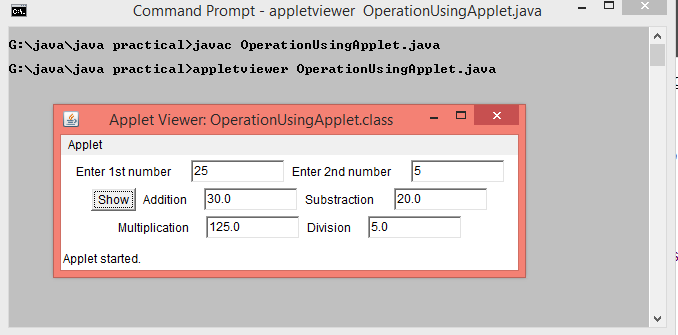 Command Prompt - appletviewer OperationUsingApplet.java
G:\java\java practical>javac OperationUsingApplet.java
G:\java\java practical>appletviewer OperationUsingApplet.java
Applet Viewer: OperationUsingApplet.class
Applet
Enter 1st number 25 Enter 2nd number 5
Show Addition 30.0 Substraction 20.0
Multiplication 125.0 Division 5.0
Applet started.